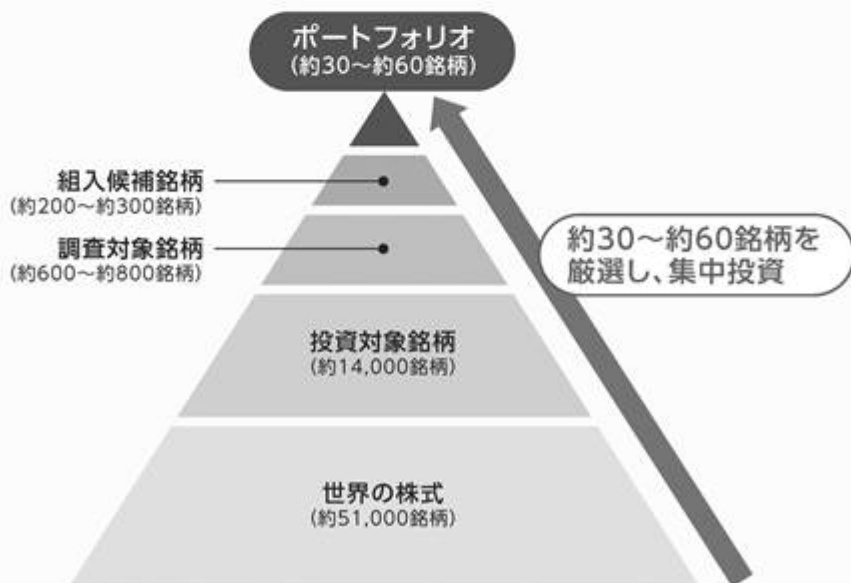 ポートフォリオ
(約30〜約60銘柄)
組入候補銘柄
(約200〜約300銘柄)
調査対象銘柄
(約600〜約800銘柄)
約30〜約60銘柄を
厳選し、集中投資
投資対象銘柄
(約14,000銘柄)
世界の株式
(約51,000銘柄)